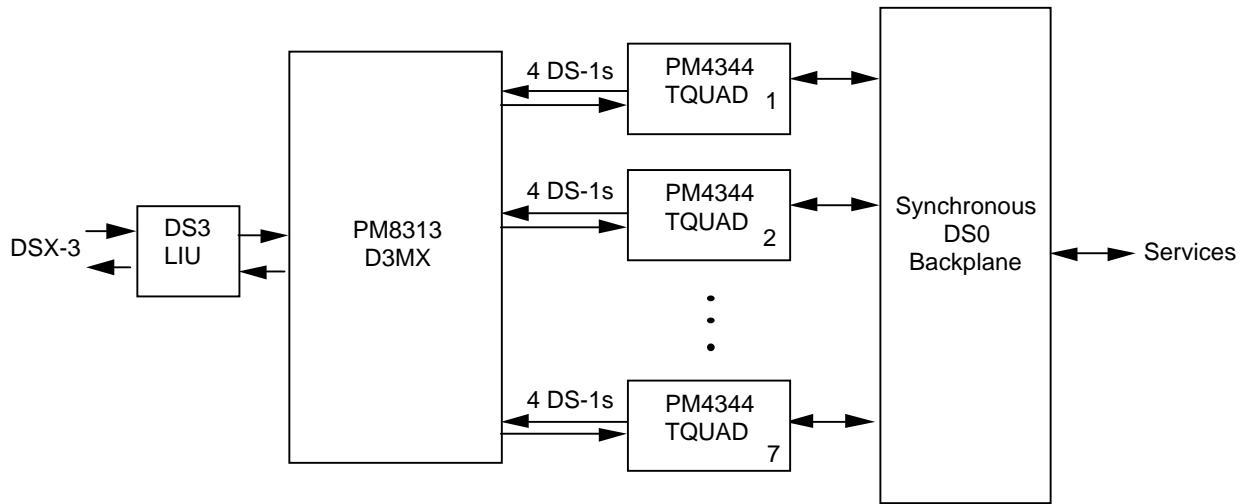 DSX-3
DS3
LIU
PM8313
D3MX
4 DS-1s
PM4344
TQUAD 1
4 DS-1s
PM4344
TQUAD 2
4 DS-1s
PM4344
TQUAD 7
Synchronous
DS0
Backplane
Services